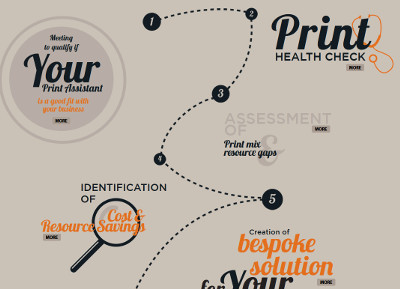 Meeting
to qualify if
Your
Print Assistant
is a good fit with
your business
MORE
1
2
Print
HEALTH CHECK
MORE
3
ASSESSMENT
OF
&
MORE
Print mix
resource gaps
4
IDENTIFICATION
OF
Cost &
Resource Savings
MORE
5
Creation of
bespoke
solution
for Your
MORE